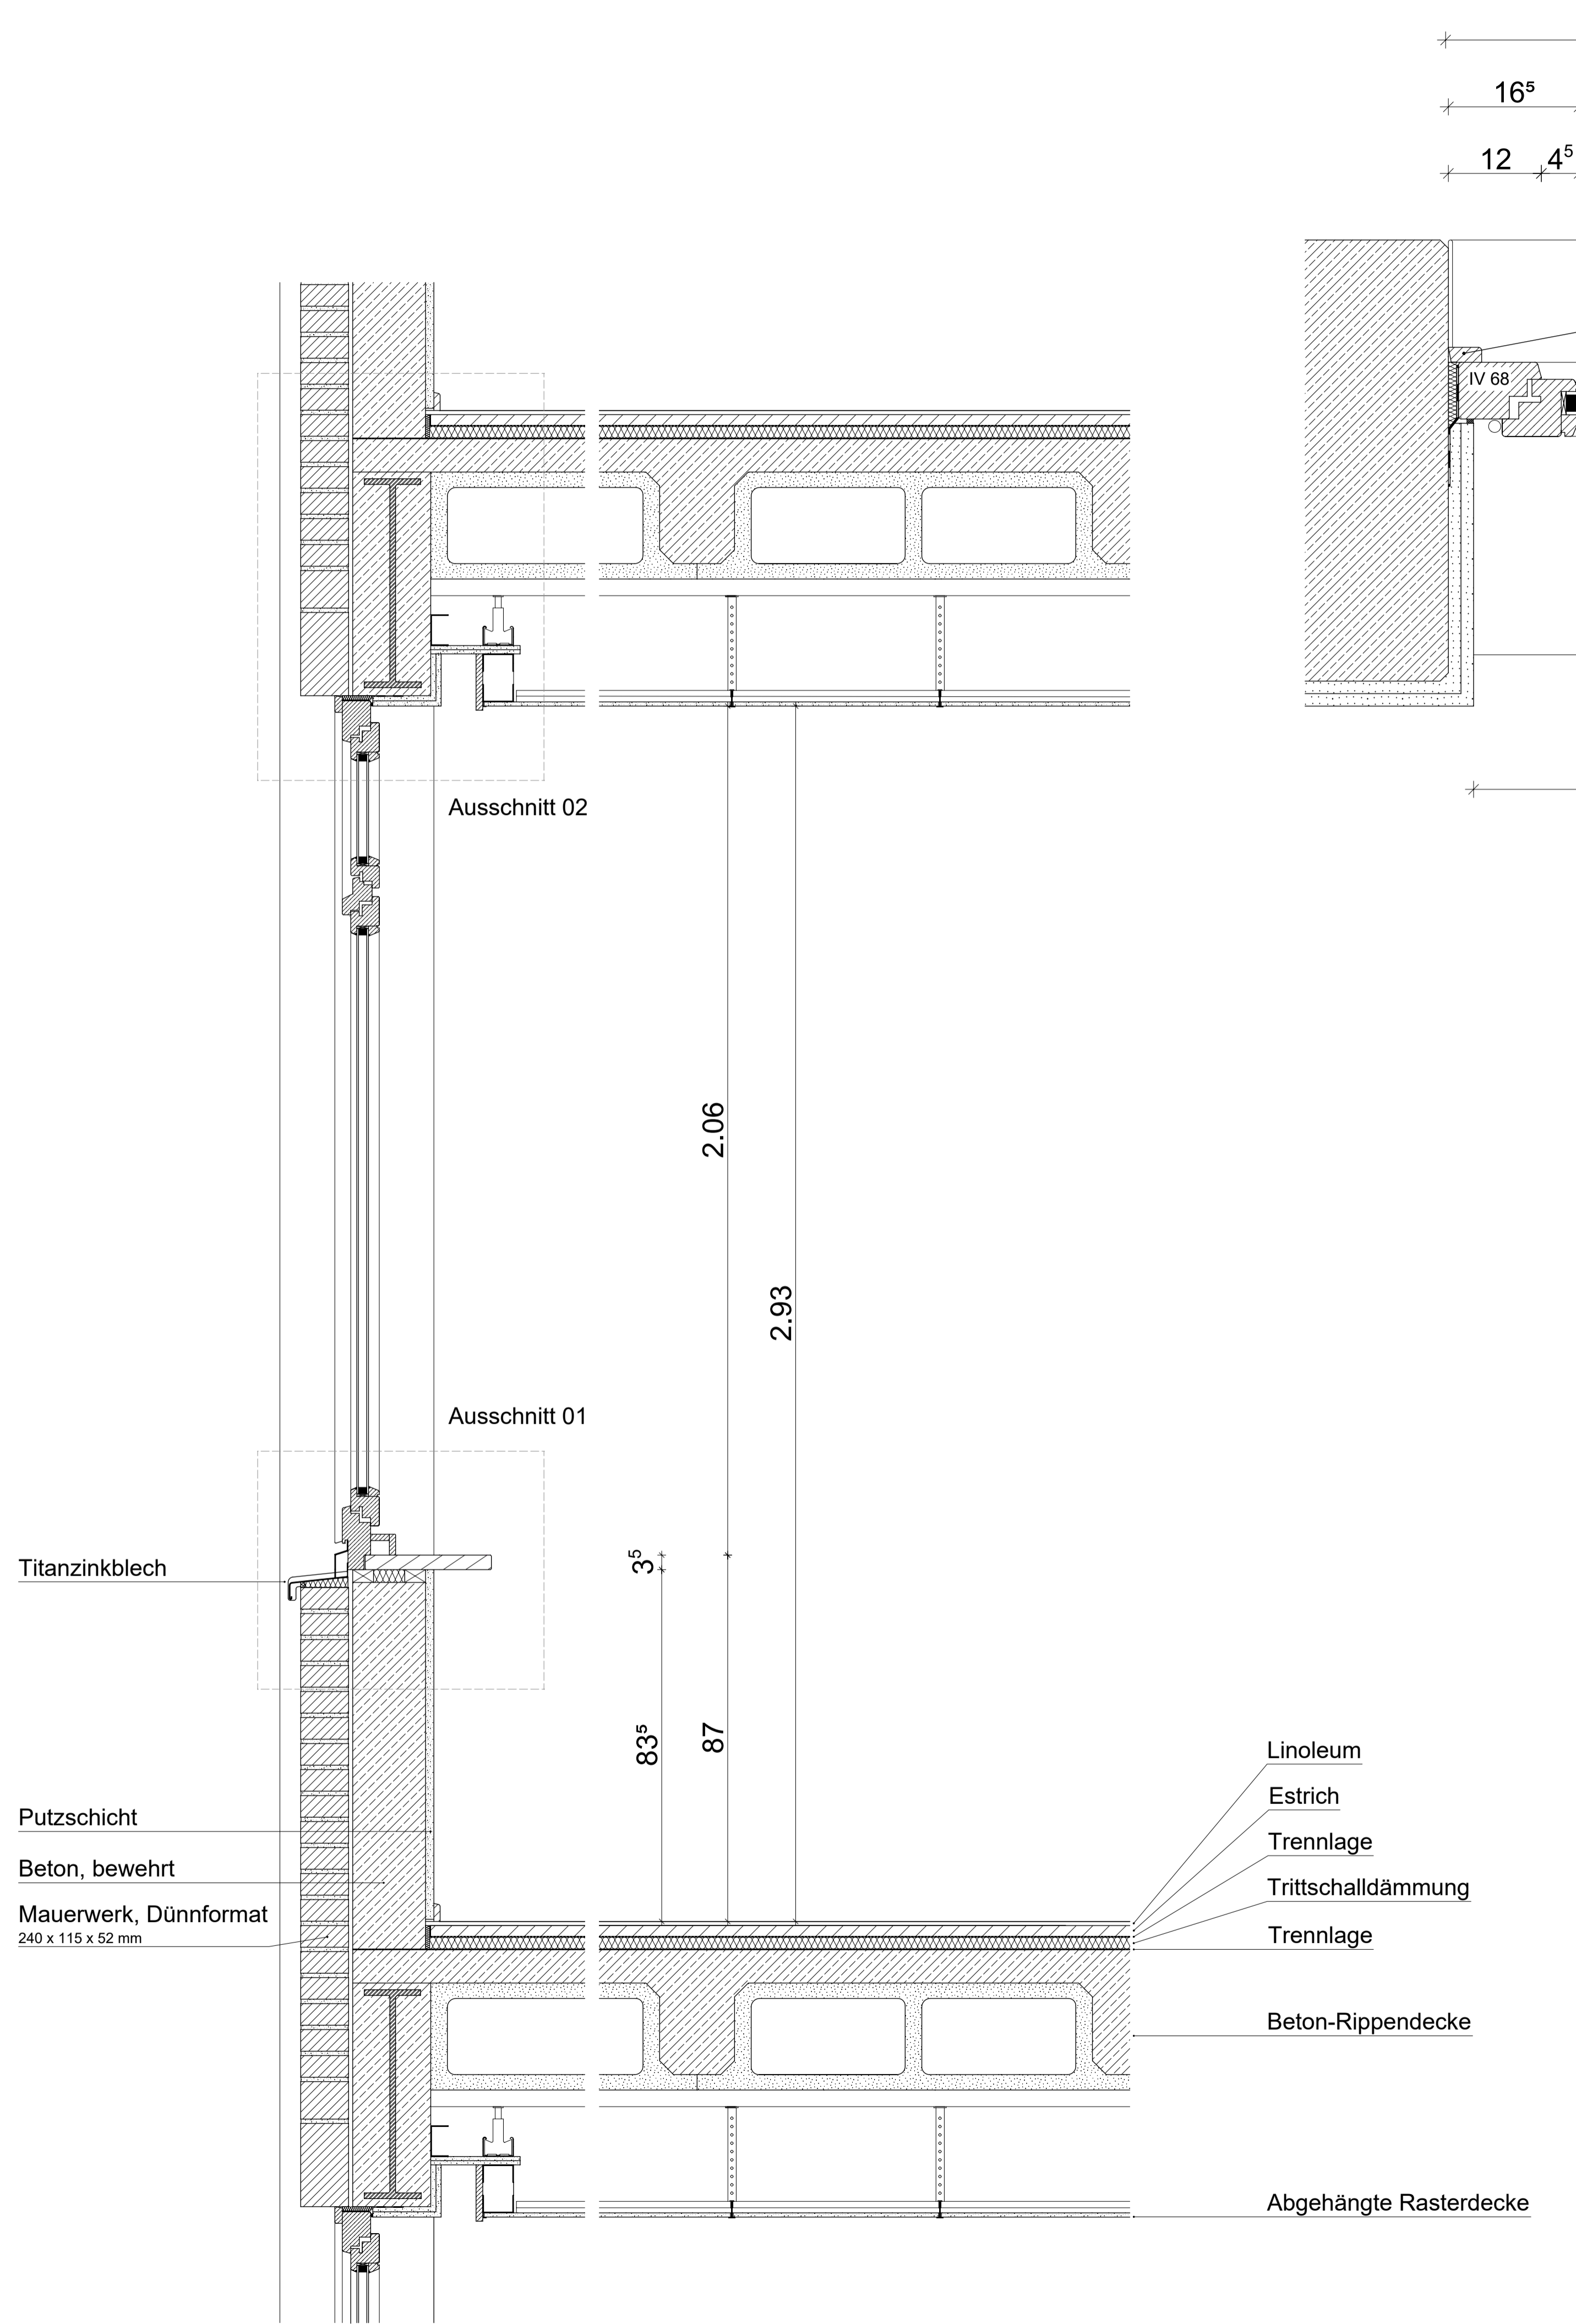 16⁵
12
4⁵
IV 68
Ausschnitt 02
2.06
2.93
Ausschnitt 01
3⁵
Titanzinkblech
83⁵
87
Linoleum
Estrich
Putzschicht
Trennlage
Beton, bewehrt
Trittschalldämmung
Mauerwerk, Dünnformat
240 x 115 x 52 mm
Trennlage
Beton-Rippendecke
Abgehängte Rasterdecke